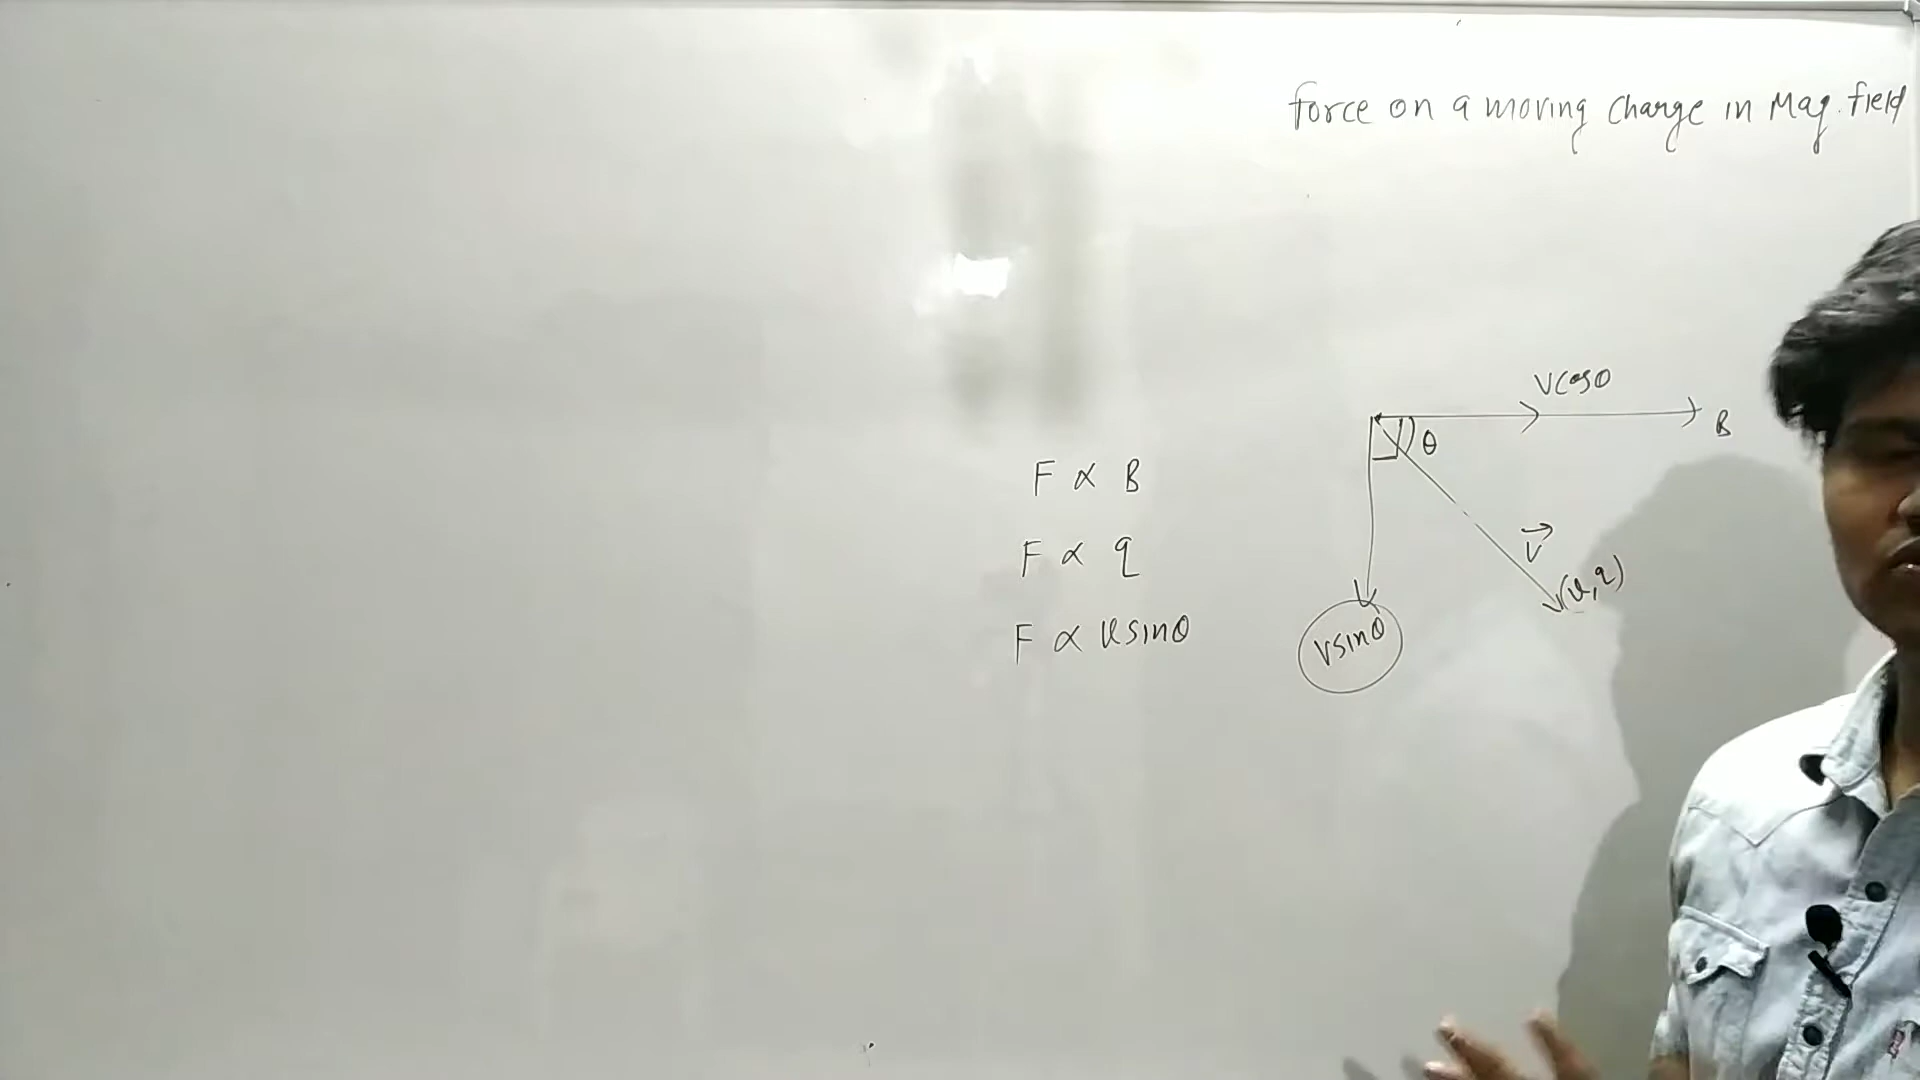 Force on a moving charge in Mag. field
Vcosθ
B
θ
F ∝ B
V⃗
F ∝ q
(v, q)
F ∝ vsinθ
Vsinθ